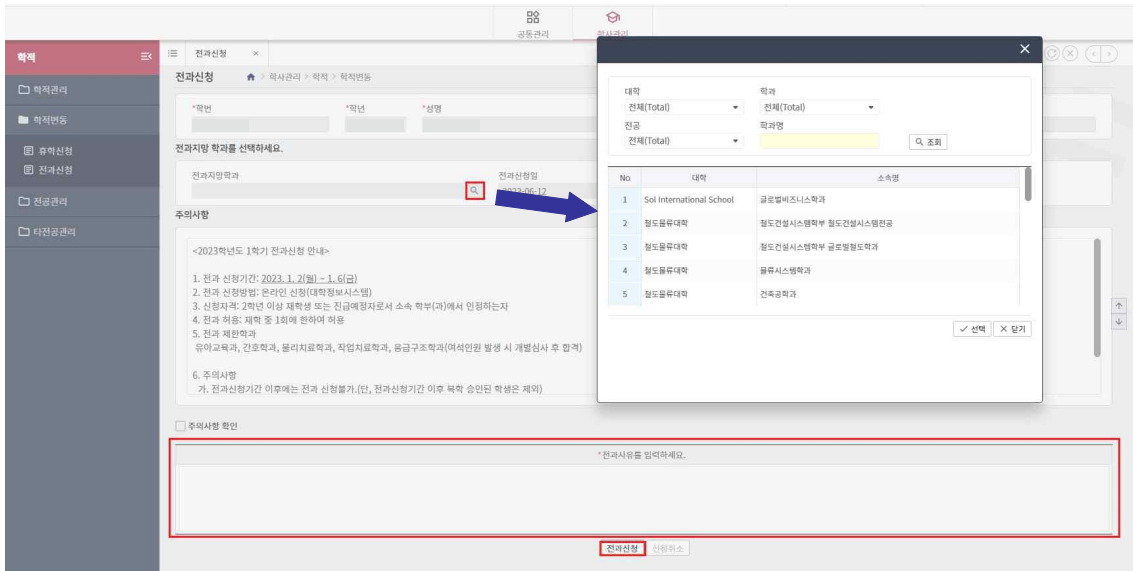 공통관리
학사관리
학적
전과신청 ×
학적관리
학적변동
휴학신청
전과신청
전공관리
타전공관리
전과신청 > 학사관리 > 학적 > 학적변동
*학번 *학년 *성명
전과지망 학과를 선택하세요.
전과지망학과 전과신청일
2023-06-12
주의사항
<2023학년도 1학기 전과신청 안내>
1. 전과 신청기간: 2023. 1. 2(월) ~ 1. 6(금)
2. 전과 신청방법: 온라인 신청(대학정보시스템)
3. 신청자격: 2학년 이상 재학생 또는 진급예정자로서 소속 학부(과)에서 인정하는자
4. 전과 허용: 재학 중 1회에 한하여 허용
5. 전과 제한학과
유아교육과, 간호학과, 물리치료학과, 작업치료학과, 응급구조학과(여석인원 발생 시 개별심사 후 합격)
6. 주의사항
가. 전과신청기간 이후에는 전과 신청불가.(단, 전과신청기간 이후 복학 승인된 학생은 제외)
주의사항 확인
*전과사유를 입력하세요.
전과신청 신청취소
대학 학과
전체(Total) 전체(Total)
전공 학과명
전체(Total) 조회
No 대학 소속명
1 Sol International School 글로벌비즈니스학과
2 철도물류대학 철도건설시스템학부 철도건설시스템전공
3 철도물류대학 철도건설시스템학부 글로벌철도학과
4 철도물류대학 물류시스템학과
5 철도물류대학 건축공학과
선택 닫기